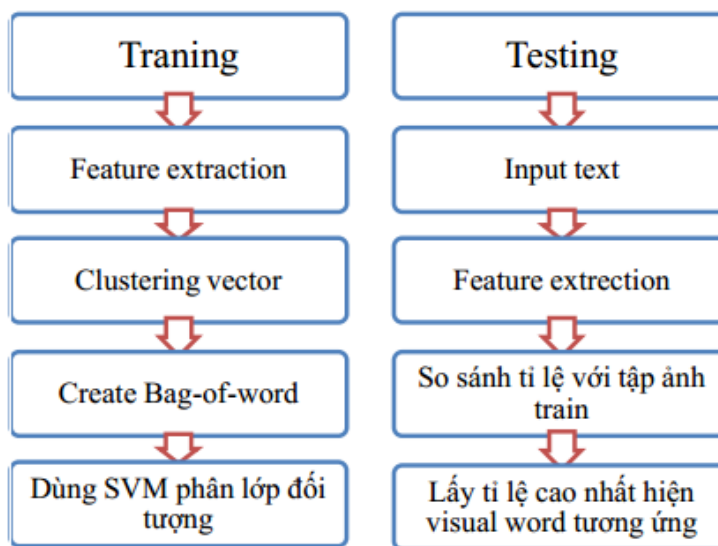 Traning
Feature extraction
Clustering vector
Create Bag-of-word
Dùng SVM phân lớp đối
tượng
Testing
Input text
Feature extrection
So sánh tỉ lệ với tập ảnh
train
Lấy tỉ lệ cao nhất hiện
visual word tương ứng